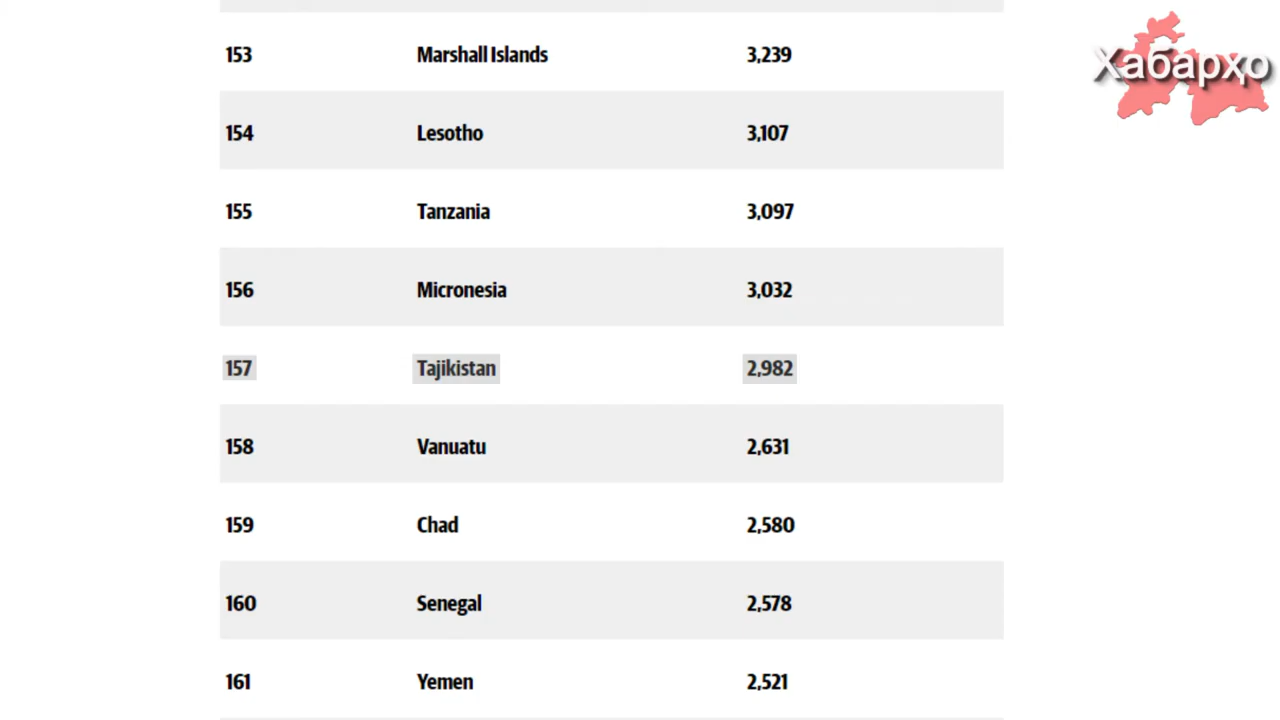 Хабарҳо
153 Marshall Islands 3,239
154 Lesotho 3,107
155 Tanzania 3,097
156 Micronesia 3,032
157 Tajikistan 2,982
158 Vanuatu 2,631
159 Chad 2,580
160 Senegal 2,578
161 Yemen 2,521